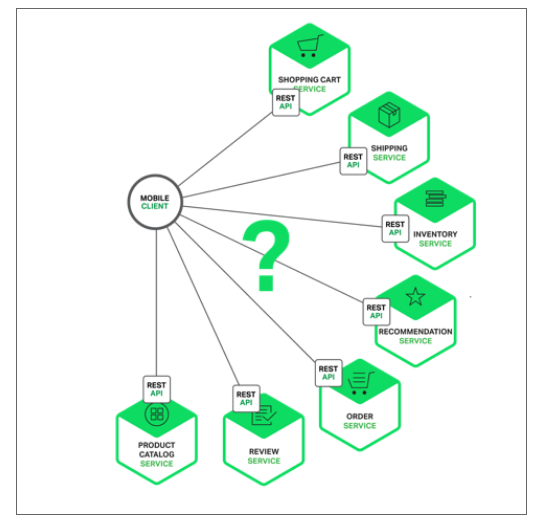 SHOPPING CART
SERVICE
REST
API
SHIPPING
SERVICE
REST
API
MOBILE
CLIENT
INVENTORY
SERVICE
REST
API
?
RECOMMENDATION
SERVICE
REST
API
ORDER
SERVICE
REST
API
REST
API
REVIEW
SERVICE
REST
API
PRODUCT
CATALOG
SERVICE